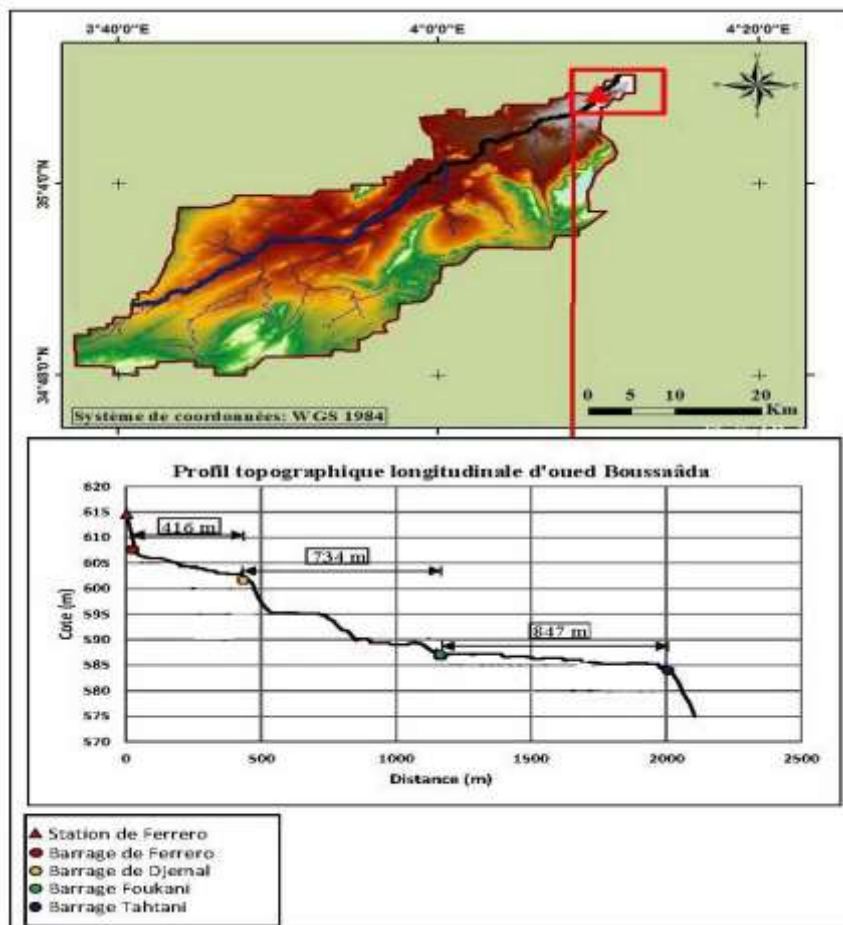 3°40'0"E 4°0'0"E 4°20'0"E
35°4'0"N
34°48'0"N
0 5 10 20
Km
Système de coordonnées: WGS 1984
Profil topographique longitudinale d'oued Boussaâda
620
615
610
605
600
595
590
585
580
575
570
416 m
734 m
847 m
Cote (m)
0 500 1000 1500 2000 2500
Distance (m)
Station de Ferrero
Barrage de Ferrero
Barrage de Djemal
Barrage Foukani
Barrage Tahtani